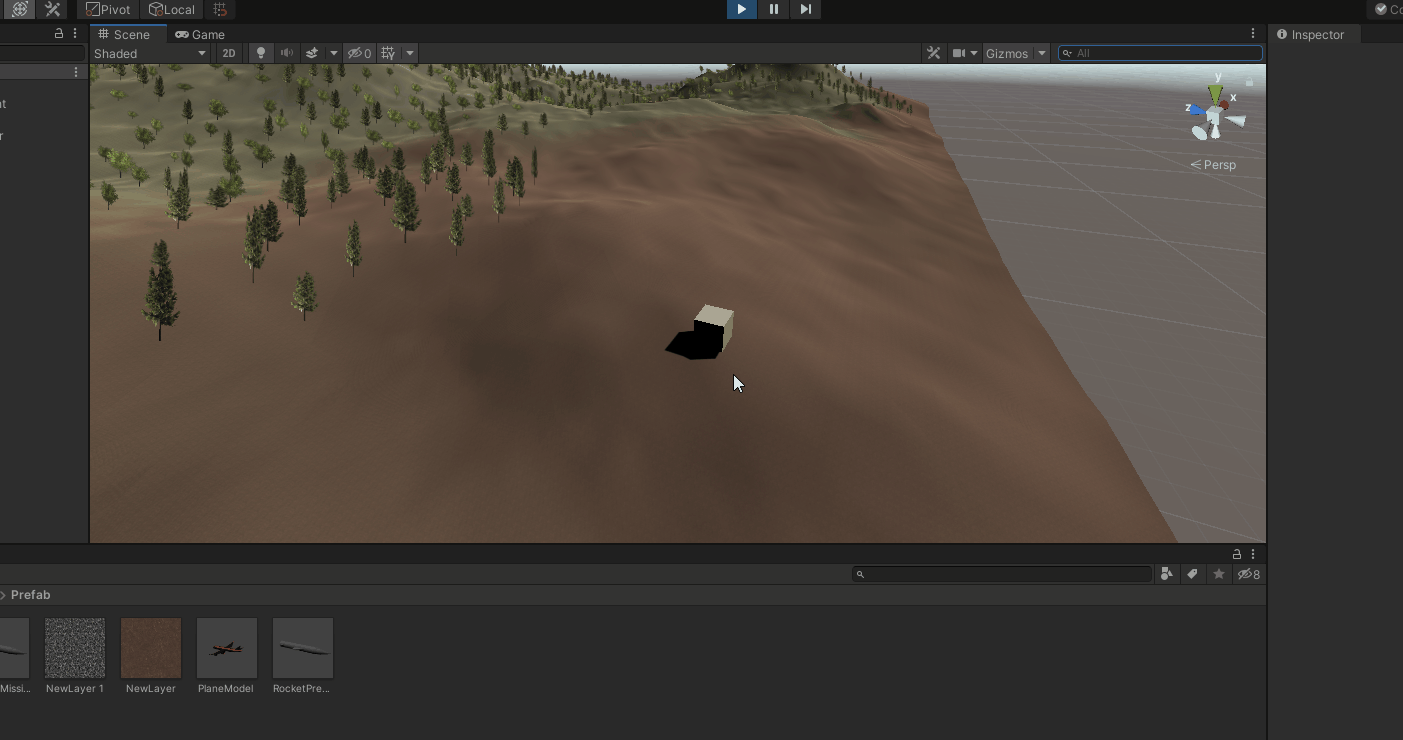 Pivot Local
Co
Scene Game
Inspector
Shaded 2D 0 Gizmos All
y
x
z
Persp
nt
r
8
Prefab
Missi... NewLayer 1 NewLayer PlaneModel RocketPre...